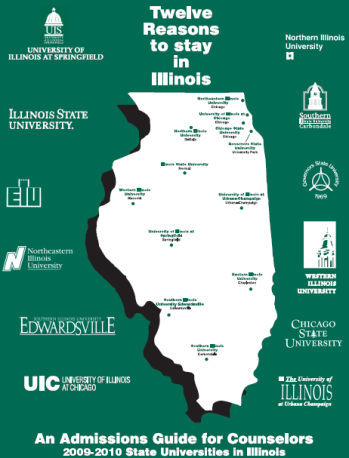 Twelve
Reasons
to stay
in
Illinois
UIS
UNIVERSITY OF
ILLINOIS AT SPRINGFIELD
Northern Illinois
University
ILLINOIS STATE
UNIVERSITY.
Southern
Illinois University
Carbondale
Governors State University
EIU
Northeastern
Illinois
University
WESTERN
ILLINOIS
UNIVERSITY
SOUTHERN ILLINOIS UNIVERSITY
EDWARDSVILLE
CHICAGO
STATE
UNIVERSITY
UIC UNIVERSITY OF ILLINOIS
AT CHICAGO
The University of
ILLINOIS
at Urbana Champaign
Northeastern Illinois
University
Chicago
University of Illinois at
Chicago
Chicago
Northern Illinois
University
DeKalb
Chicago State
University
Chicago
Governors State
University
University Park
Illinois State University
Normal
Western Illinois
University
Macomb
University of Illinois at
Urbana-Champaign
Urbana/Champaign
University of Illinois at
Springfield
Springfield
Eastern Illinois
University
Charleston
Southern Illinois
University Edwardsville
Edwardsville
Southern Illinois
University
Carbondale
An Admissions Guide for Counselors
2009-2010 State Universities in Illinois